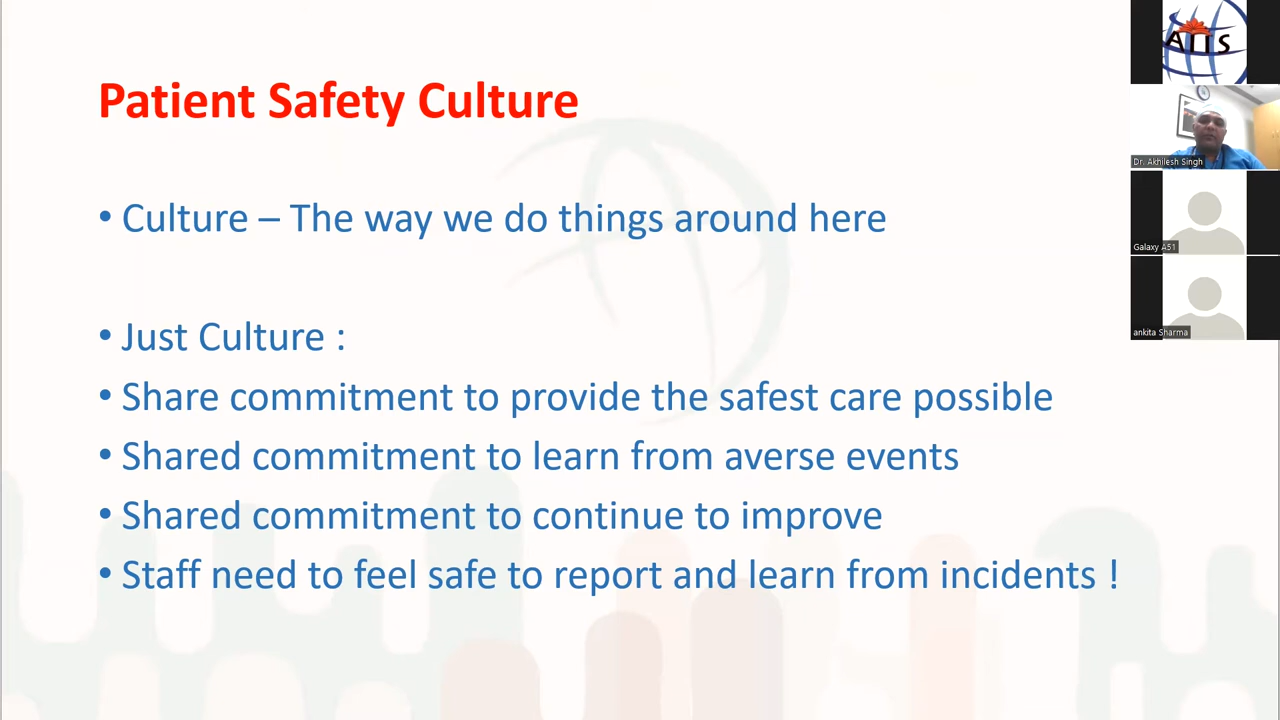 Patient Safety Culture
• Culture – The way we do things around here
• Just Culture :
• Share commitment to provide the safest care possible
• Shared commitment to learn from averse events
• Shared commitment to continue to improve
• Staff need to feel safe to report and learn from incidents !
AIIS
Dr. Akhilesh Singh
Galaxy A51
ankita Sharma